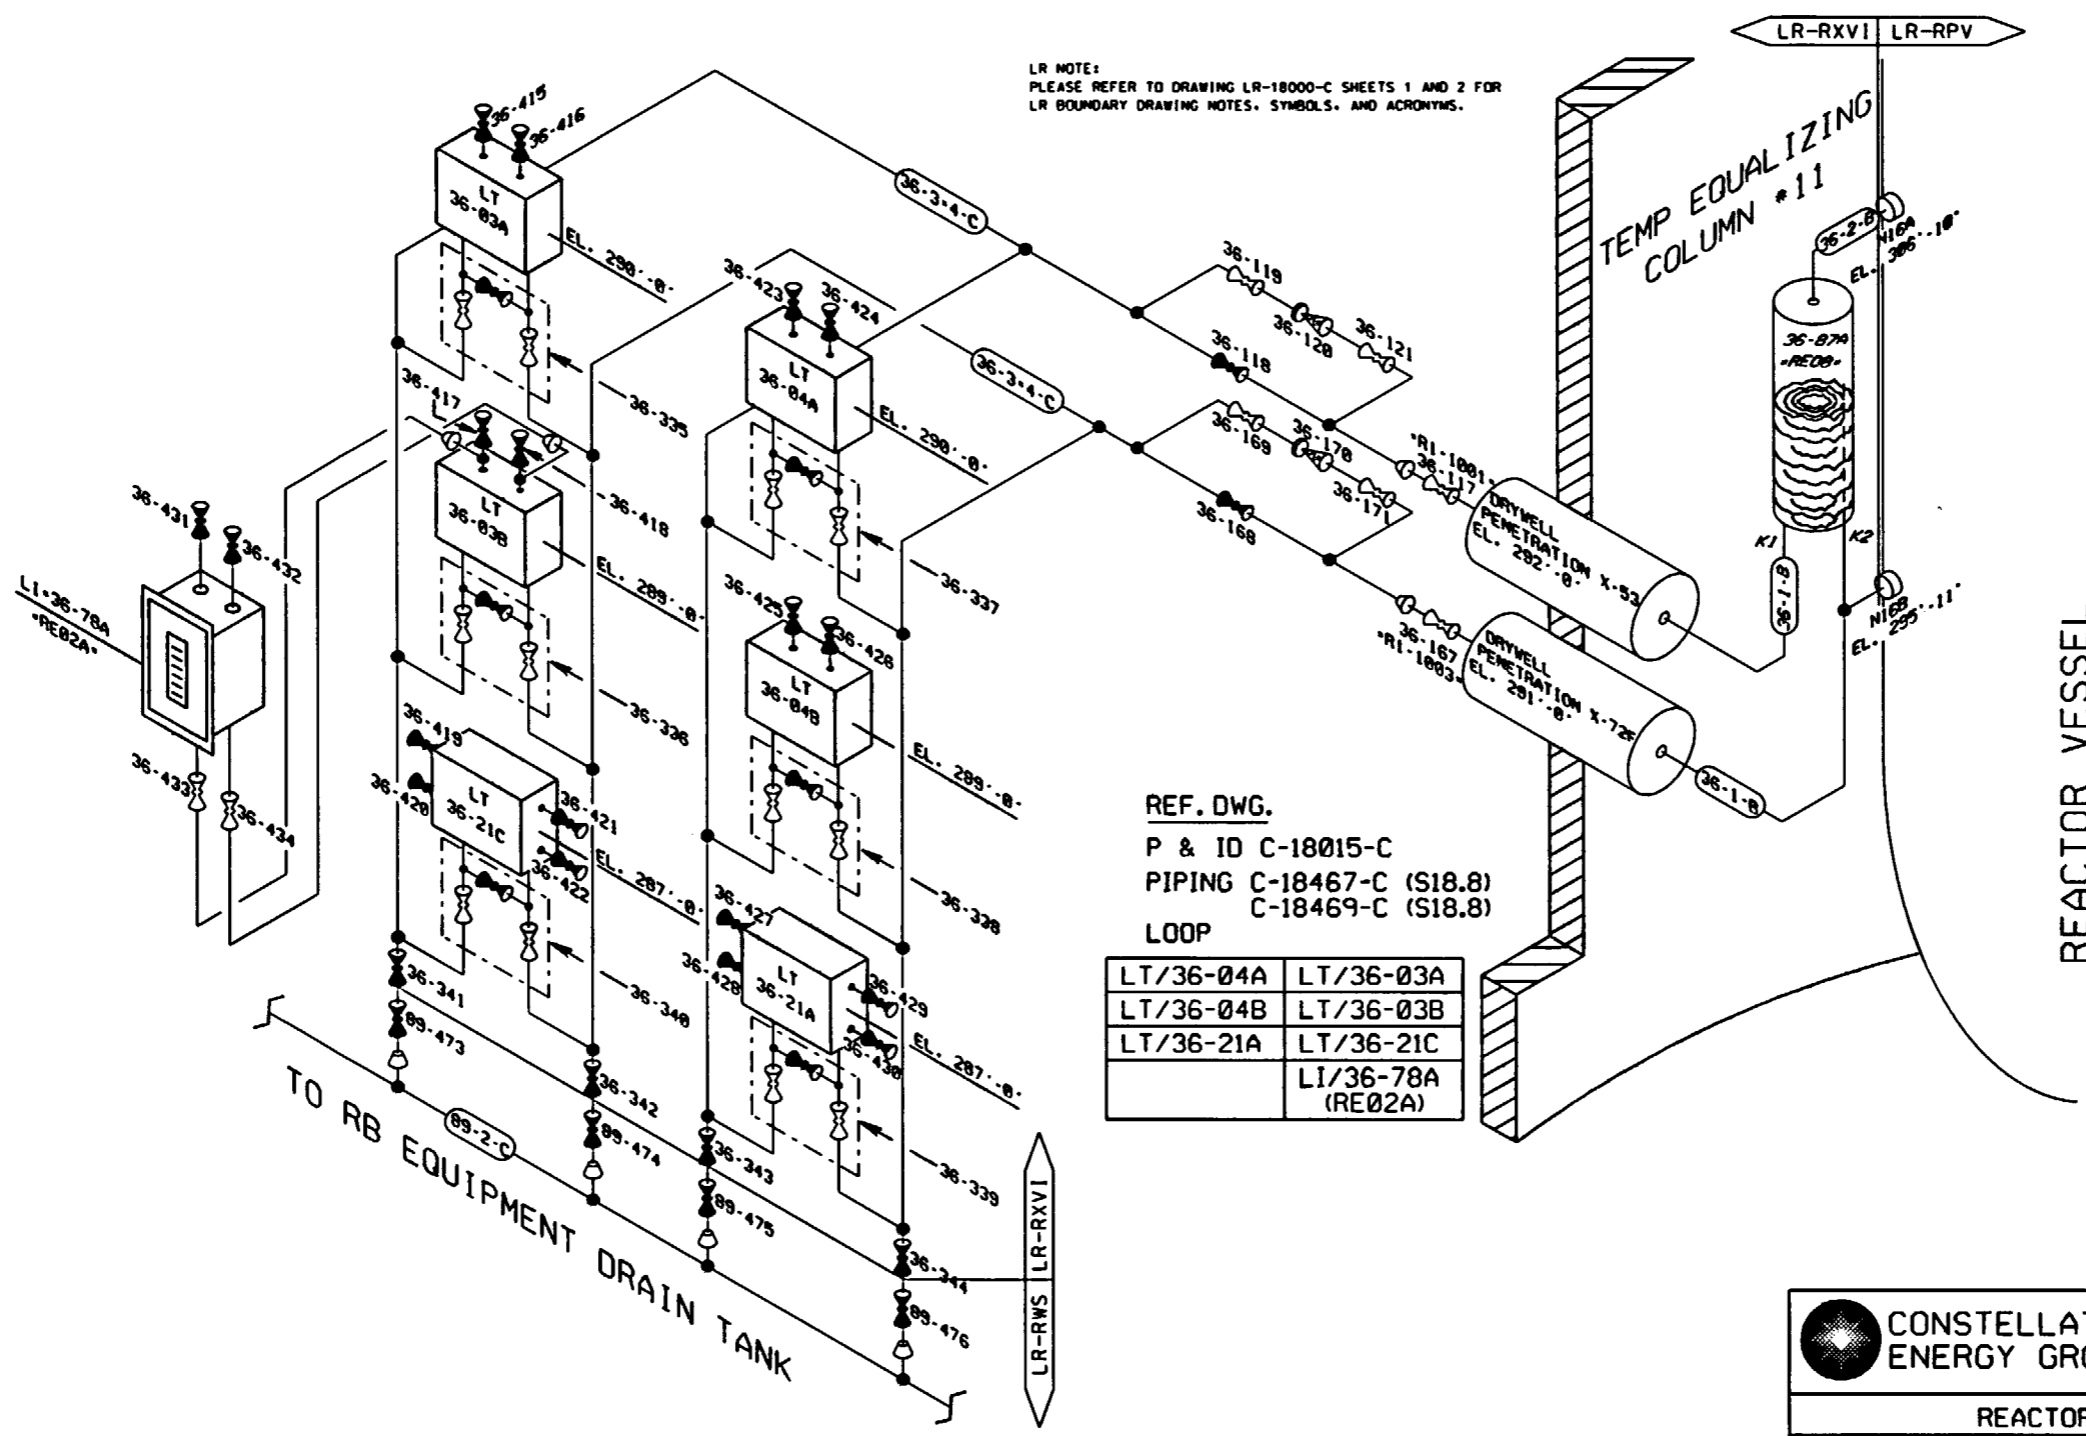 LR-RXVI LR-RPV
LR NOTE:
PLEASE REFER TO DRAWING LR-18000-C SHEETS 1 AND 2 FOR
LR BOUNDARY DRAWING NOTES. SYMBOLS. AND ACRONYMS.
36-415
36-416
LT
36-03A
EL. 290'-0"
36-3/4-C
36-335
36-423
36-424
LT
36-04A
EL. 290'-0"
36-3/4-C
36-337
36-119
36-120
36-121
36-118
36-169
36-170
36-171
36-168
"RI-1001"
36-117
DRYWELL
PENETRATION X-53
EL. 292'-0"
36-167
"RI-1003"
DRYWELL
PENETRATION X-72F
EL. 291'-0"
36-1-B
TEMP EQUALIZING
COLUMN #11
36-2-B
N16A
EL. 306'-10"
36-87A
"RE08"
K1
K2
36-1-B
N16B
EL. 295'-11"
REACTOR VESSEL
36-417
36-418
LT
36-03B
EL. 289'-0"
36-336
36-431
36-432
LI-36-78A
"RE02A"
36-433
36-434
36-425
36-426
LT
36-04B
EL. 289'-0"
36-338
36-419
36-420
LT
36-21C
36-421
36-422
EL. 287'-0"
36-340
36-427
36-428
LT
36-21A
36-429
36-430
EL. 287'-0"
36-339
36-341
89-473
36-342
89-474
36-343
89-475
36-344
89-476
89-2-C
TO RB EQUIPMENT DRAIN TANK
LR-RWS LR-RXVI
REF. DWG.
P & ID C-18015-C
PIPING C-18467-C (S18.8)
C-18469-C (S18.8)
LOOP
LT/36-04A LT/36-03A
LT/36-04B LT/36-03B
LT/36-21A LT/36-21C
LI/36-78A
(RE02A)
CONSTELLAT
ENERGY GRO
REACTOR